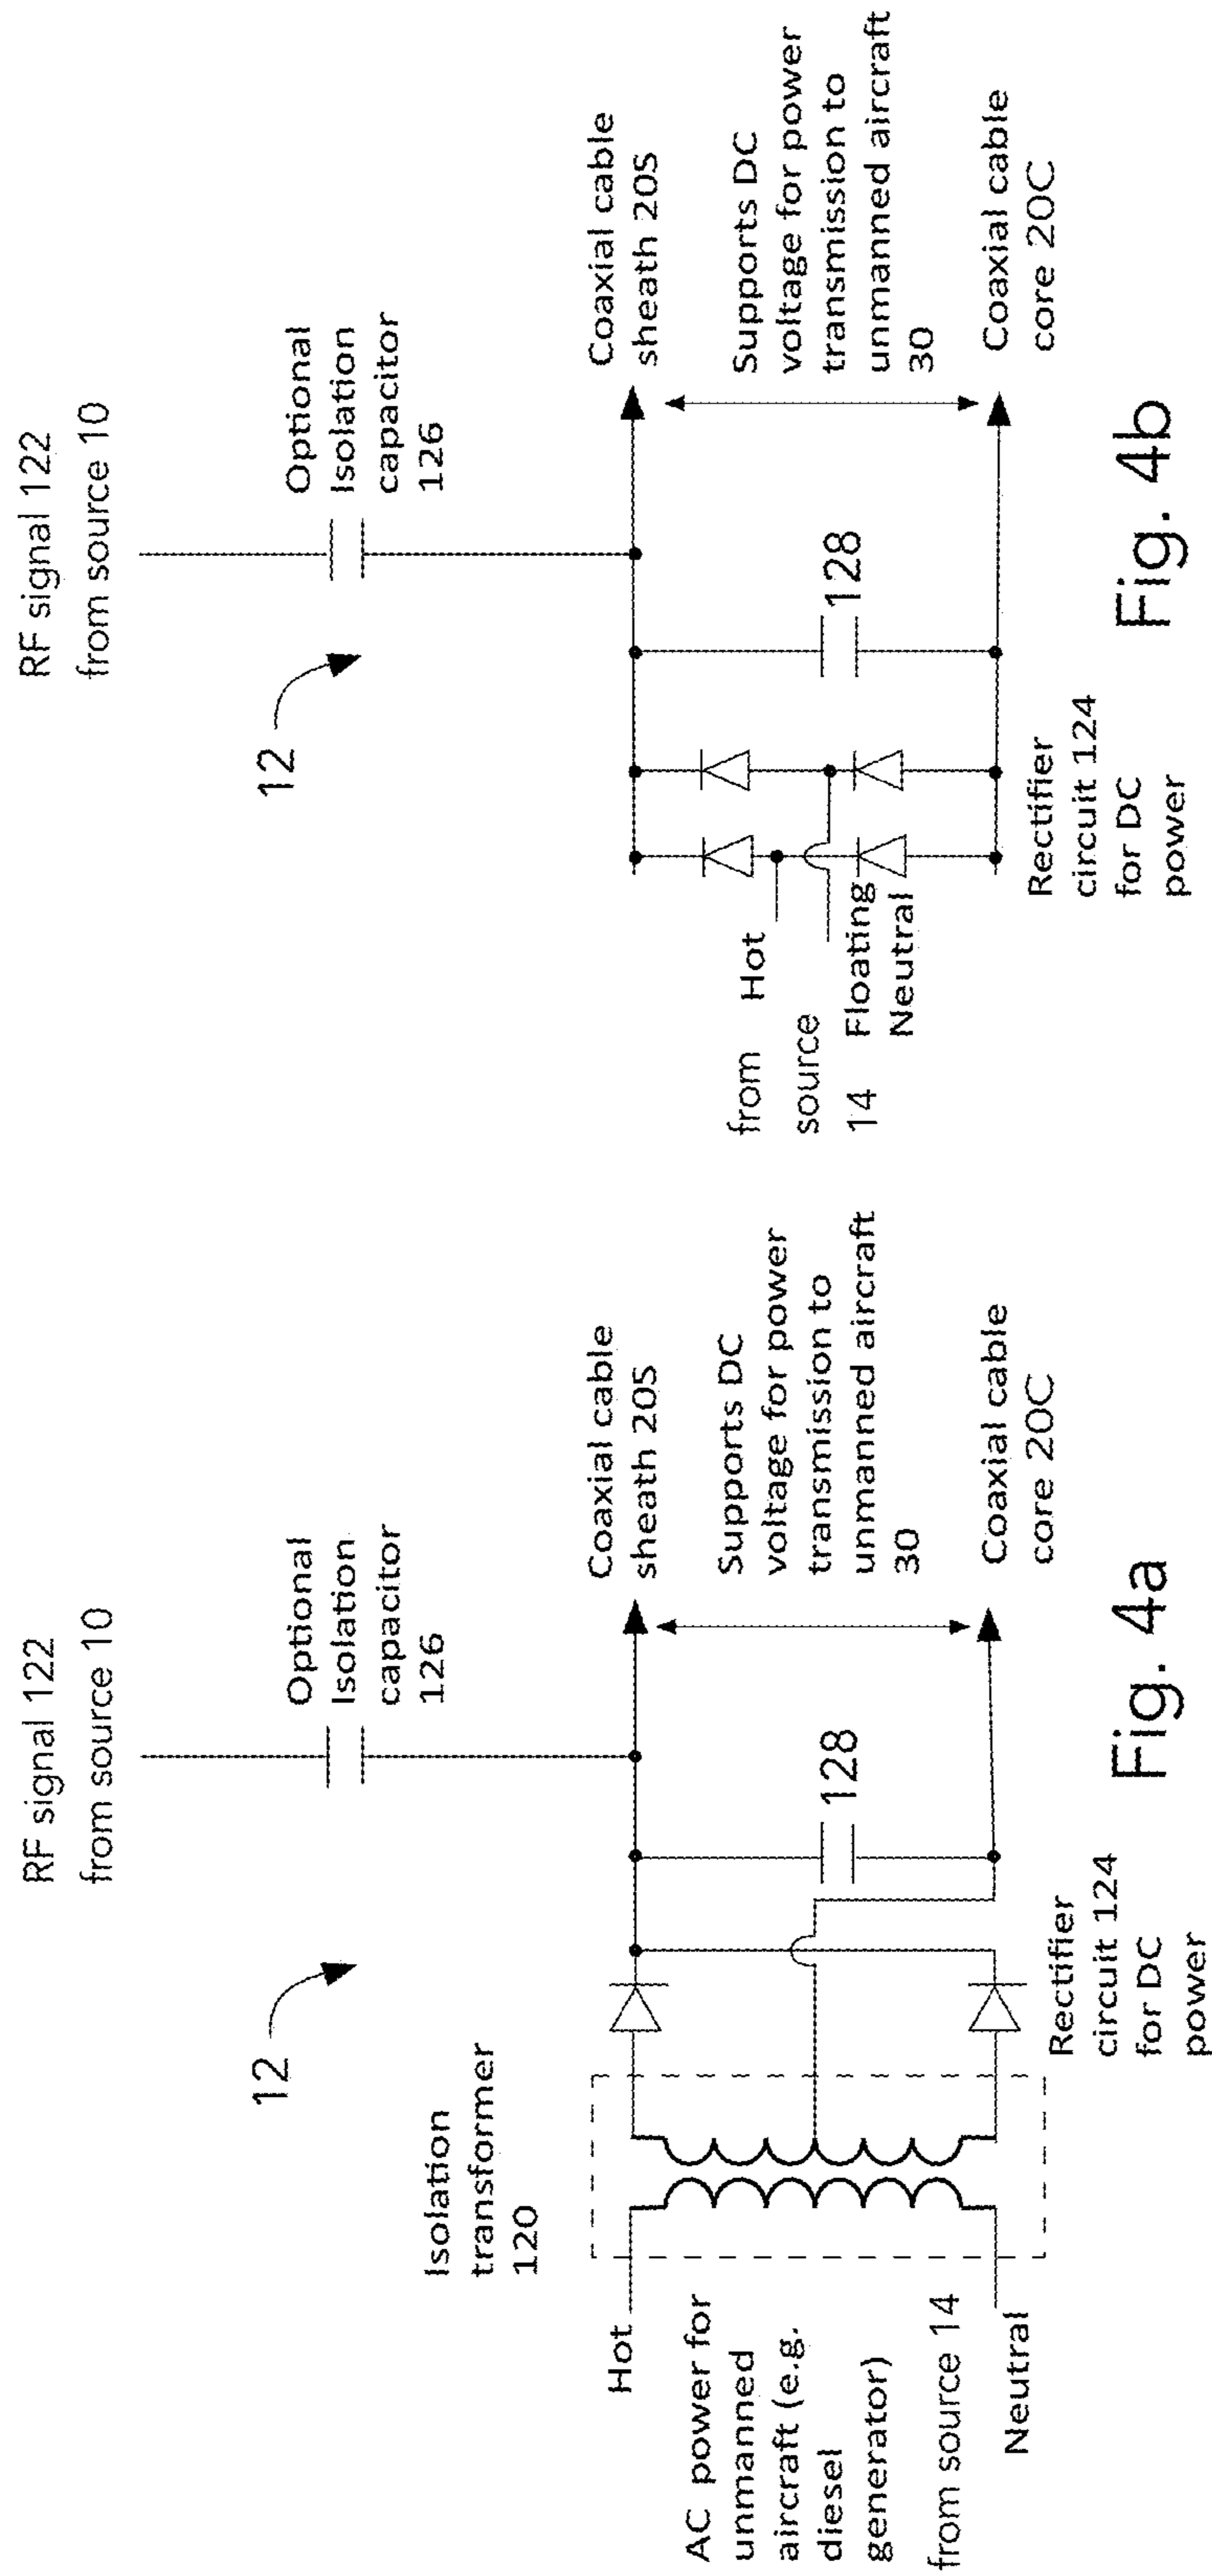 RF signal 122
from source 10
12
Optional
Isolation
capacitor
126
Isolation
transformer
120
Hot
AC power for
unmanned
aircraft (e.g.
diesel
generator)
from source 14
Neutral
128
Coaxial cable
sheath 20S
Supports DC
voltage for power
transmission to
unmanned aircraft
30
Coaxial cable
core 20C
Rectifier
circuit 124
for DC
power
Fig. 4a
RF signal 122
from source 10
12
Optional
Isolation
capacitor
126
from Hot
source
14 Floating
Neutral
128
Coaxial cable
sheath 20S
Supports DC
voltage for power
transmission to
unmanned aircraft
30
Coaxial cable
core 20C
Rectifier
circuit 124
for DC
power
Fig. 4b